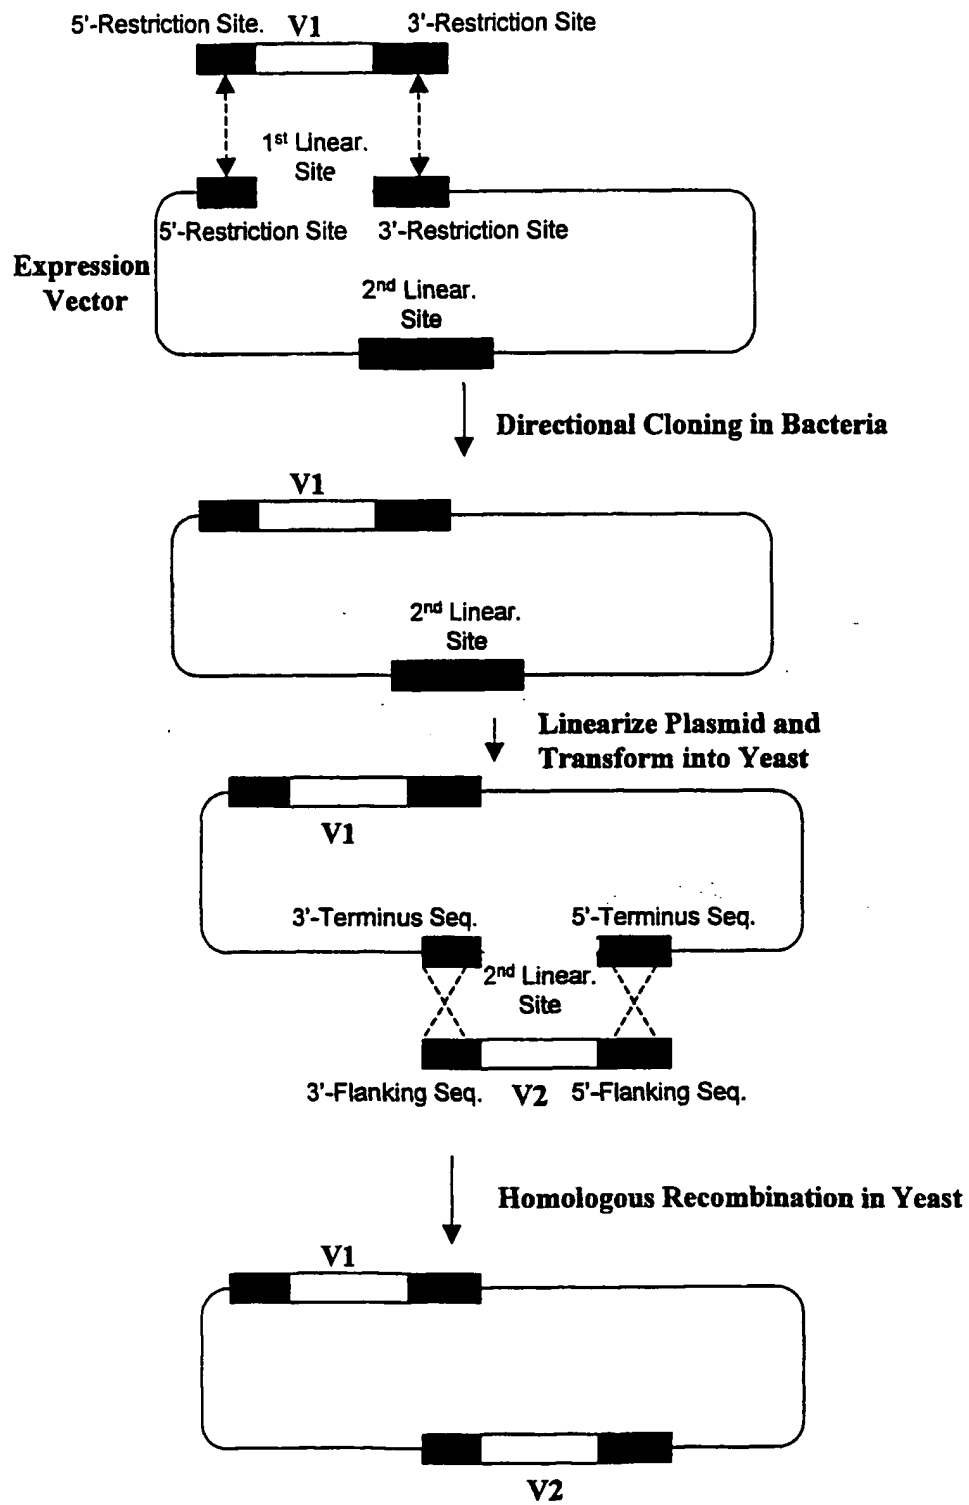 5'-Restriction Site. V1 3'-Restriction Site
1st Linear.
Site
5'-Restriction Site 3'-Restriction Site
Expression
Vector
2nd Linear.
Site
Directional Cloning in Bacteria
V1
2nd Linear.
Site
Linearize Plasmid and
Transform into Yeast
V1
3'-Terminus Seq. 5'-Terminus Seq.
2nd Linear.
Site
3'-Flanking Seq. V2 5'-Flanking Seq.
Homologous Recombination in Yeast
V1
V2